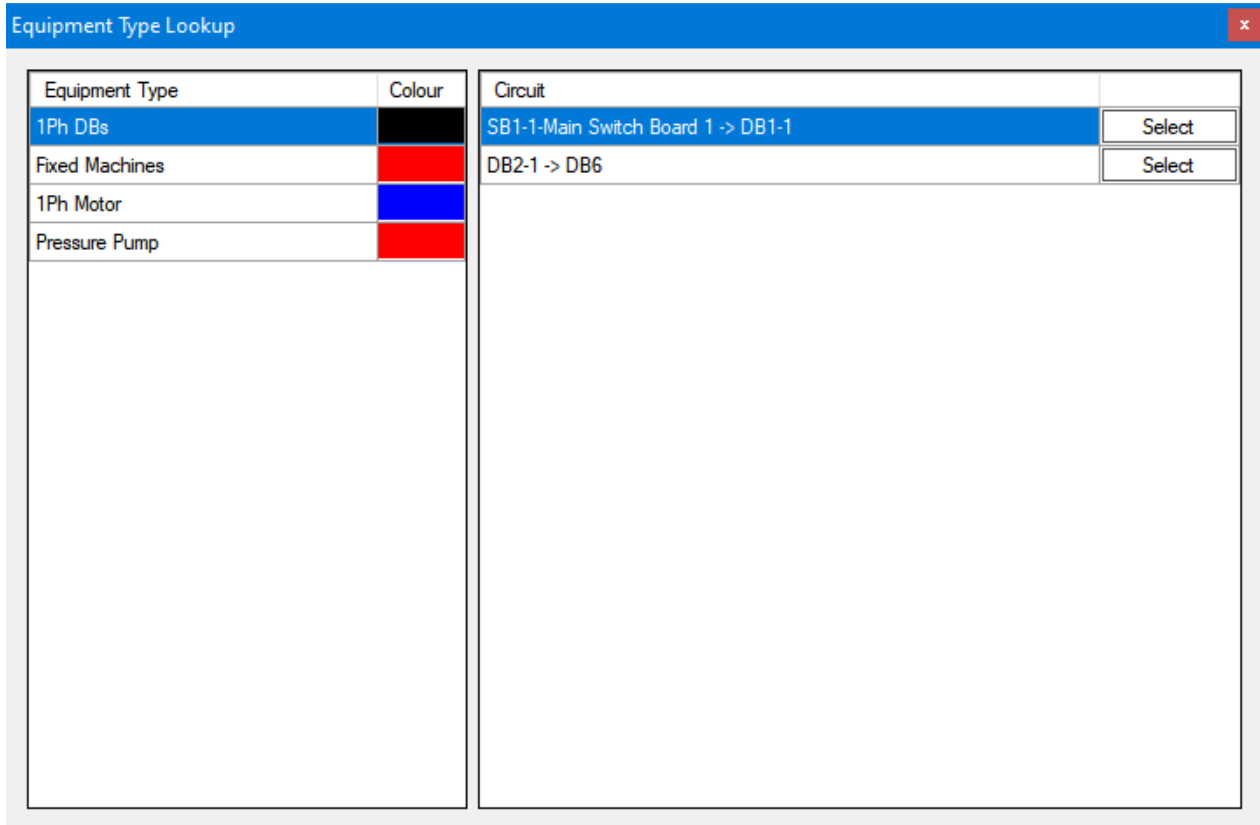 Equipment Type Lookup
x
Equipment Type Colour
1Ph DBs
Fixed Machines
1Ph Motor
Pressure Pump
Circuit
SB1-1-Main Switch Board 1 -> DB1-1 Select
DB2-1 -> DB6 Select